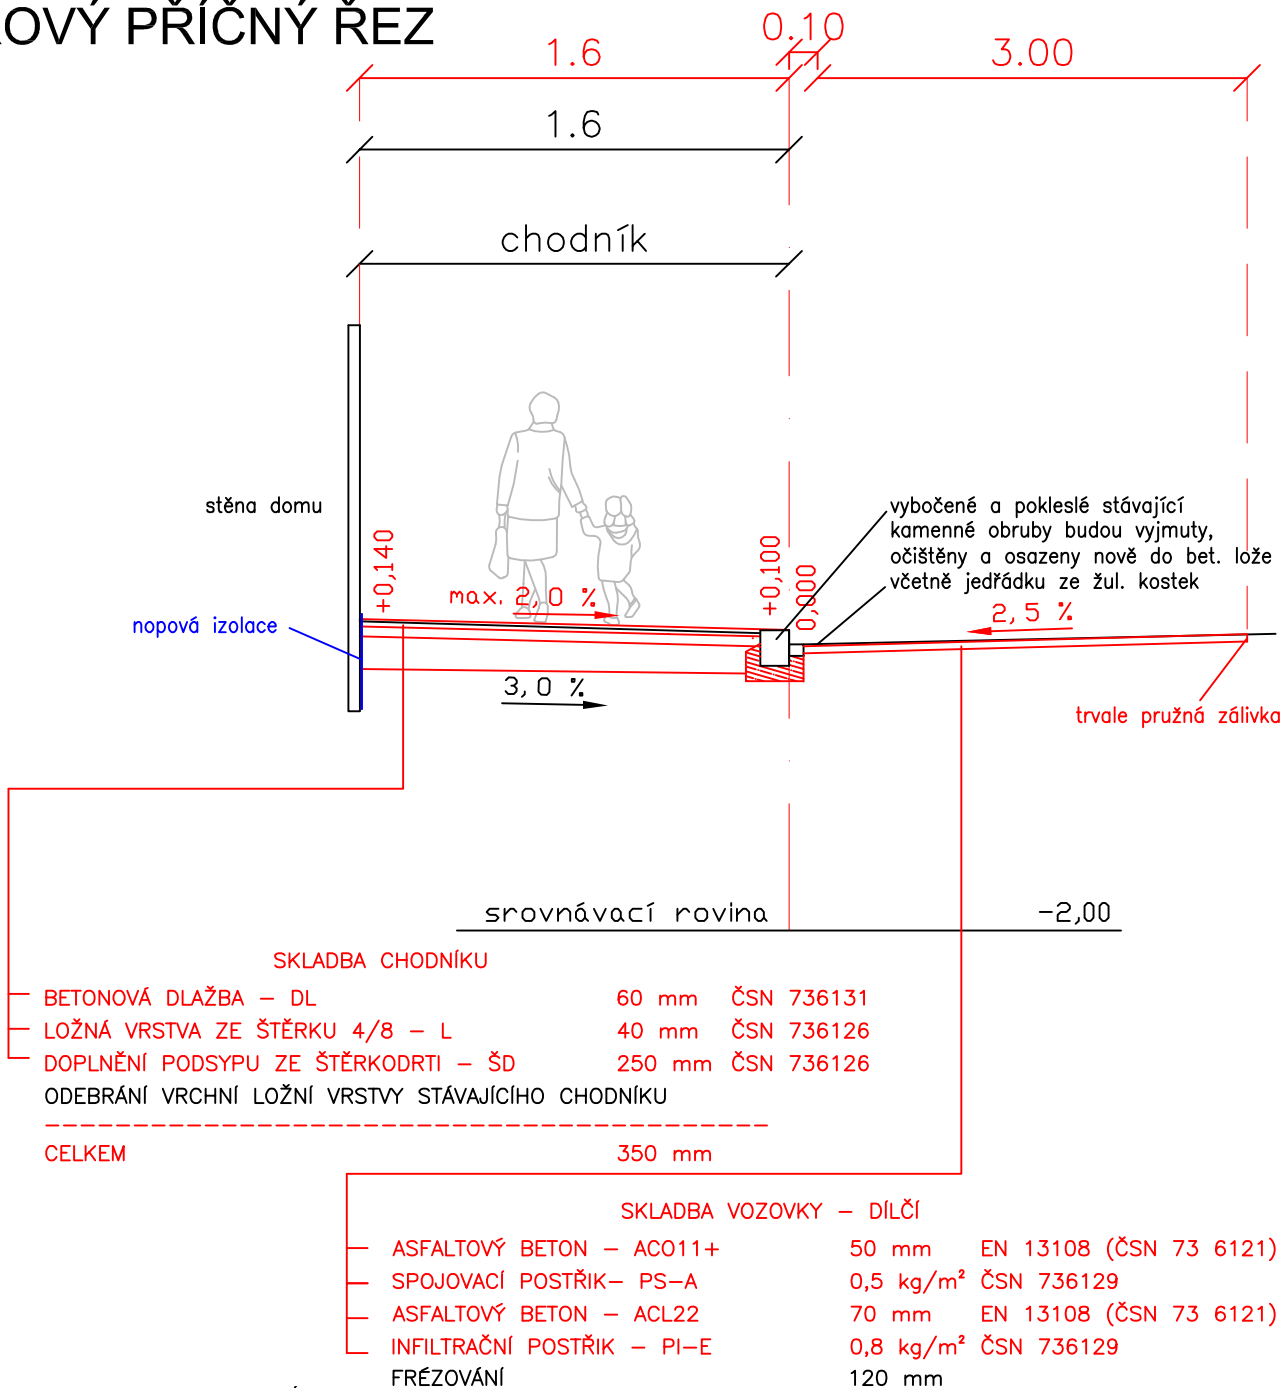 OVÝ PŘÍČNÝ ŘEZ
0.10
1.6
3.00
1.6
chodník
stěna domu
vybočené a pokleslé stávající
kamenné obruby budou vyjmuty,
očištěny a osazeny nově do bet. lože
včetně jedřádku ze žul. kostek
+0,140
+0,100
0,000
max. 2,0 %
2,5 %
nopová izolace
3,0 %
trvale pružná zálivka
srovnávací rovina -2,00
SKLADBA CHODNÍKU
BETONOVÁ DLAŽBA – DL 60 mm ČSN 736131
LOŽNÁ VRSTVA ZE ŠTĚRKU 4/8 – L 40 mm ČSN 736126
DOPLNĚNÍ PODSYPU ZE ŠTĚRKODRTI – ŠD 250 mm ČSN 736126
ODEBRÁNÍ VRCHNÍ LOŽNÍ VRSTVY STÁVAJÍCÍHO CHODNÍKU
CELKEM 350 mm
SKLADBA VOZOVKY – DÍLČÍ
ASFALTOVÝ BETON – ACO11+ 50 mm EN 13108 (ČSN 73 6121)
SPOJOVACÍ POSTŘIK– PS–A 0,5 kg/m² ČSN 736129
ASFALTOVÝ BETON – ACL22 70 mm EN 13108 (ČSN 73 6121)
INFILTRAČNÍ POSTŘIK – PI–E 0,8 kg/m² ČSN 736129
FRÉZOVÁNÍ 120 mm